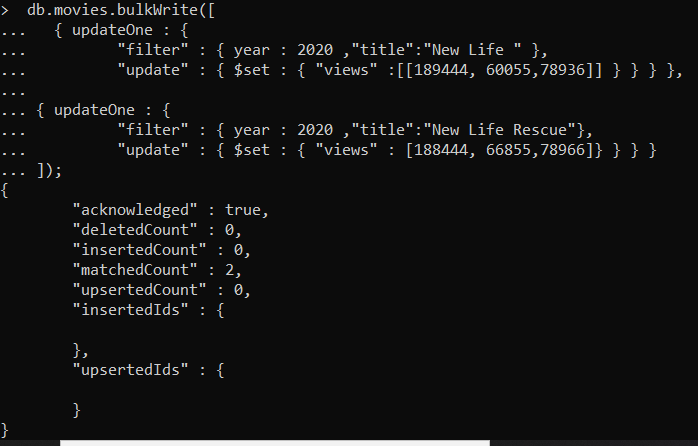 >  db.movies.bulkWrite([
...   { updateOne : {
...         "filter" : { year : 2020 ,"title":"New Life " },
...         "update" : { $set : { "views" :[[189444, 60055,78936]] } } } },
...
... { updateOne : {
...         "filter" : { year : 2020 ,"title":"New Life Rescue"},
...         "update" : { $set : { "views" : [188444, 66855,78966]} } } }
... ]);
{
        "acknowledged" : true,
        "deletedCount" : 0,
        "insertedCount" : 0,
        "matchedCount" : 2,
        "upsertedCount" : 0,
        "insertedIds" : {
        },
        "upsertedIds" : {
        }
}